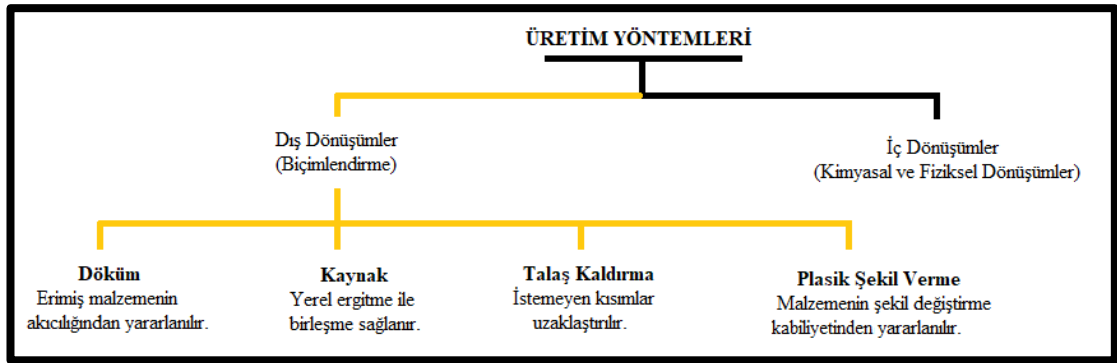 ÜRETİM YÖNTEMLERİ
Dış Dönüşümler
(Biçimlendirme)
İç Dönüşümler
(Kimyasal ve Fiziksel Dönüşümler)
Döküm
Erimiş malzemenin
akıcılığından yararlanılır.
Kaynak
Yerel ergitme ile
birleşme sağlanır.
Talaş Kaldırma
İstemeyen kısımlar
uzaklaştırılır.
Plasik Şekil Verme
Malzemenin şekil değiştirme
kabiliyetinden yararlanılır.